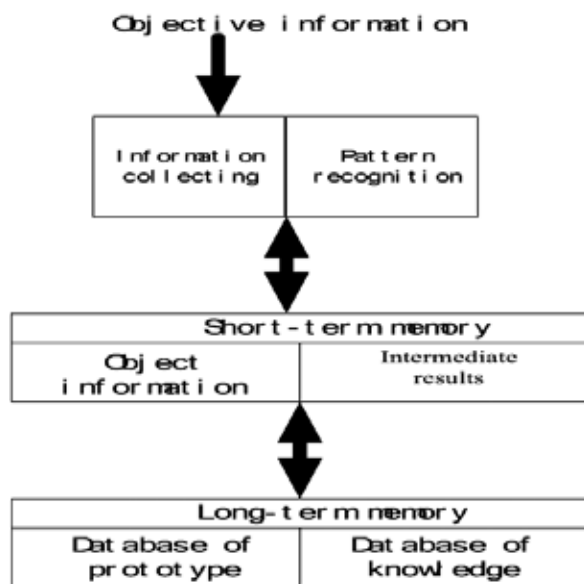 Objective information
Information
collecting
Pattern
recognition
Short-term memory
Object
information
Intermediate
results
Long-term memory
Database of
prototype
Database of
knowledge